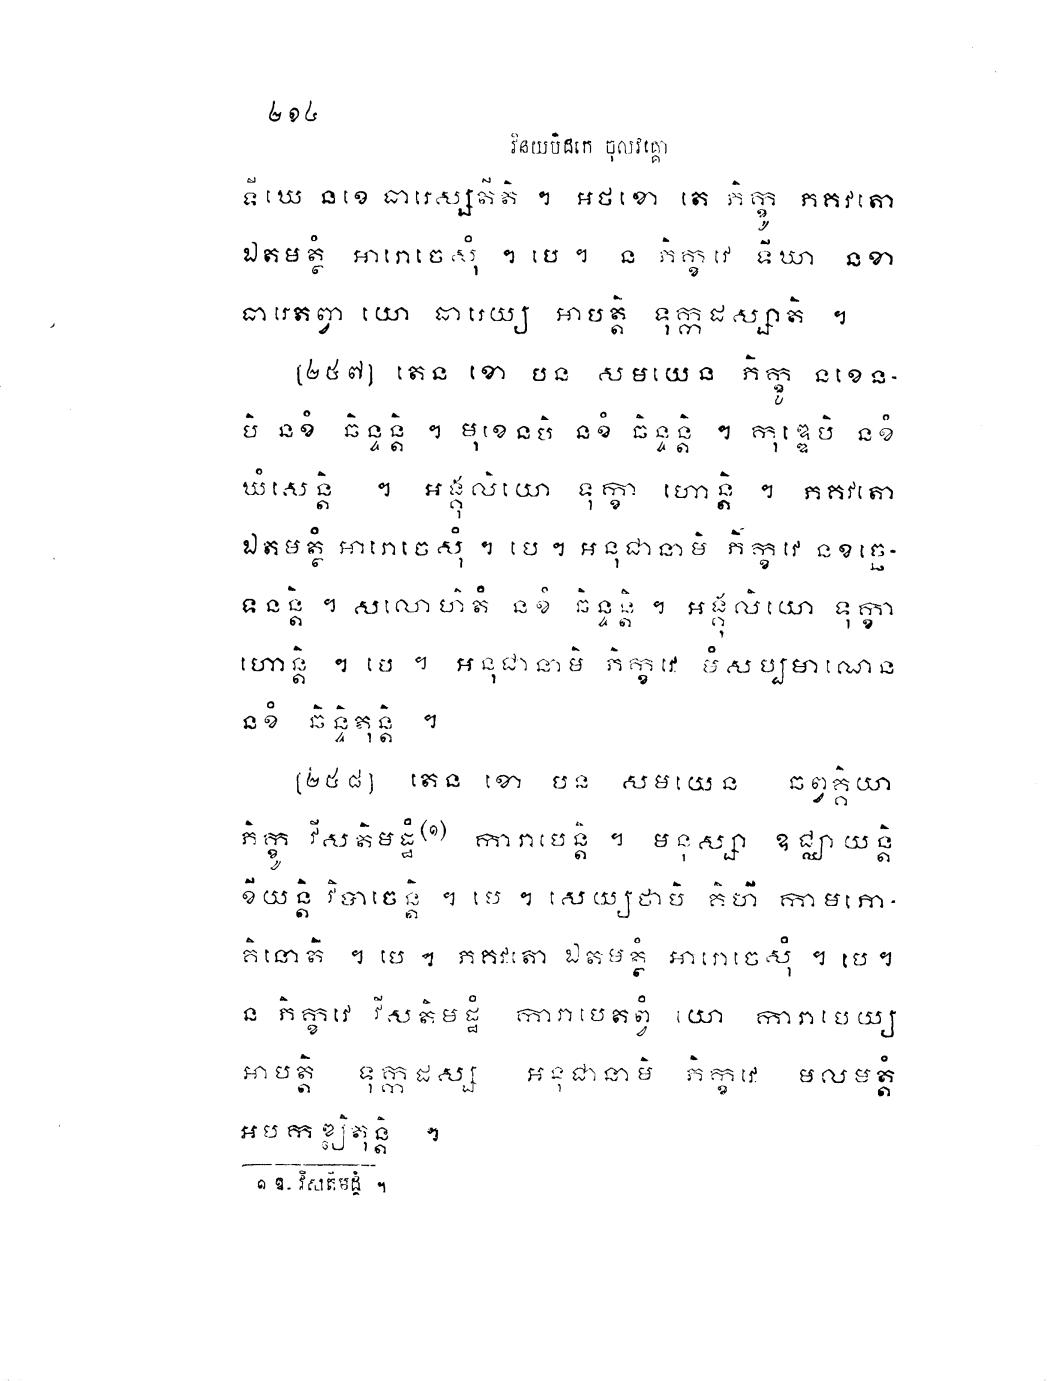 ២១៤
វិនយបិដកេ ចុលវគ្គោ
ទីឃេ នខេ ធារេស្សតីតិ ។ អថខោ តេ ភិក្ខូ ភគវតោ
ឯតមត្ថំ អារោចេសុំ ។ បេ ។ ន ភិក្ខវេ ទីឃា នខា
ធារេតព្វា យោ ធារេយ្យ អាបត្តិ ទុក្កដស្សាតិ ។
(២៥៧) តេន ខោ បន សមយេន ភិក្ខូ នខេន-
បិ នខំ ឆិន្ទន្តិ ។ មុខេនបិ នខំ ឆិន្ទន្តិ ។ កុឌ្ឌេបិ នខំ
ឃំសេន្តិ ។ អង្គុលិយោ ទុក្ខា ហោន្តិ ។ ភគវតោ
ឯតមត្ថំ អារោចេសុំ ។ បេ ។ អនុជានាមិ ភិក្ខវេ នខច្ឆេ-
ទនន្តិ ។ សលោហិតំ នខំ ឆិន្ទន្តិ ។ អង្គុលិយោ ទុក្ខា
ហោន្តិ ។ បេ ។ អនុជានាមិ ភិក្ខវេ មំសប្បមាណេន
នខំ ឆិន្ទិតុន្តិ ។
(២៥៨) តេន ខោ បន សមយេន ឆព្វគ្គិយា
ភិក្ខូ វីសតិមដ្ឋំ(១) ការាបេន្តិ ។ មនុស្សា ឧជ្ឈាយន្តិ
ខីយន្តិ វិបាចេន្តិ ។ បេ ។ សេយ្យថាបិ គិហី កាមភោ-
គិនោតិ ។ បេ ។ ភគវតោ ឯតមត្ថំ អារោចេសុំ ។ បេ ។
ន ភិក្ខវេ វីសតិមដ្ឋំ ការាបេតព្វំ យោ ការាបេយ្យ
អាបត្តិ ទុក្កដស្ស អនុជានាមិ ភិក្ខវេ មលមត្តំ
អបកឌ្ឍិតុន្តិ ។
១ ឧ. វីសតិមដ្ឋំ ។